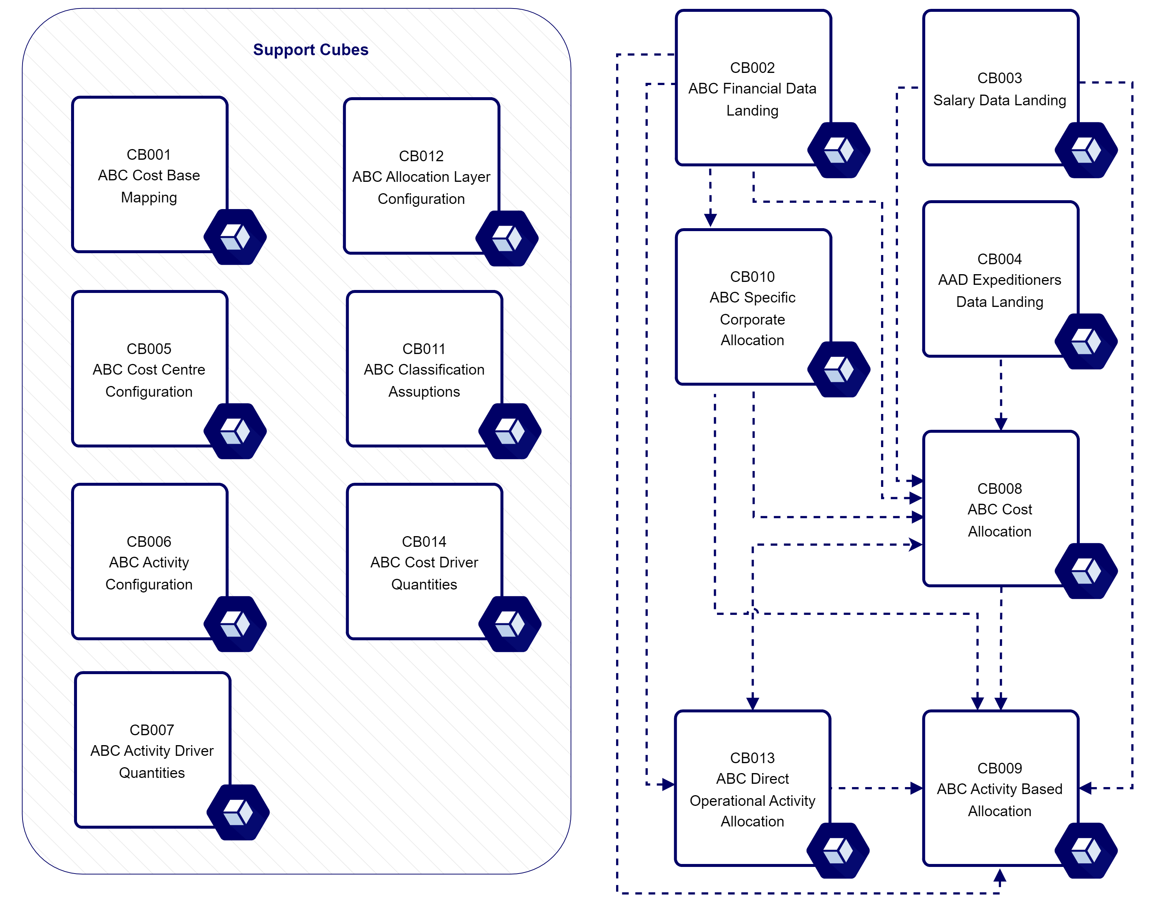 Support Cubes
CB001
ABC Cost Base
Mapping
CB012
ABC Allocation Layer
Configuration
CB005
ABC Cost Centre
Configuration
CB011
ABC Classification
Assuptions
CB006
ABC Activity
Configuration
CB014
ABC Cost Driver
Quantities
CB007
ABC Activity Driver
Quantities
CB002
ABC Financial Data
Landing
CB003
Salary Data Landing
CB010
ABC Specific
Corporate
Allocation
CB004
AAD Expeditioners
Data Landing
CB008
ABC Cost
Allocation
CB013
ABC Direct
Operational Activity
Allocation
CB009
ABC Activity Based
Allocation